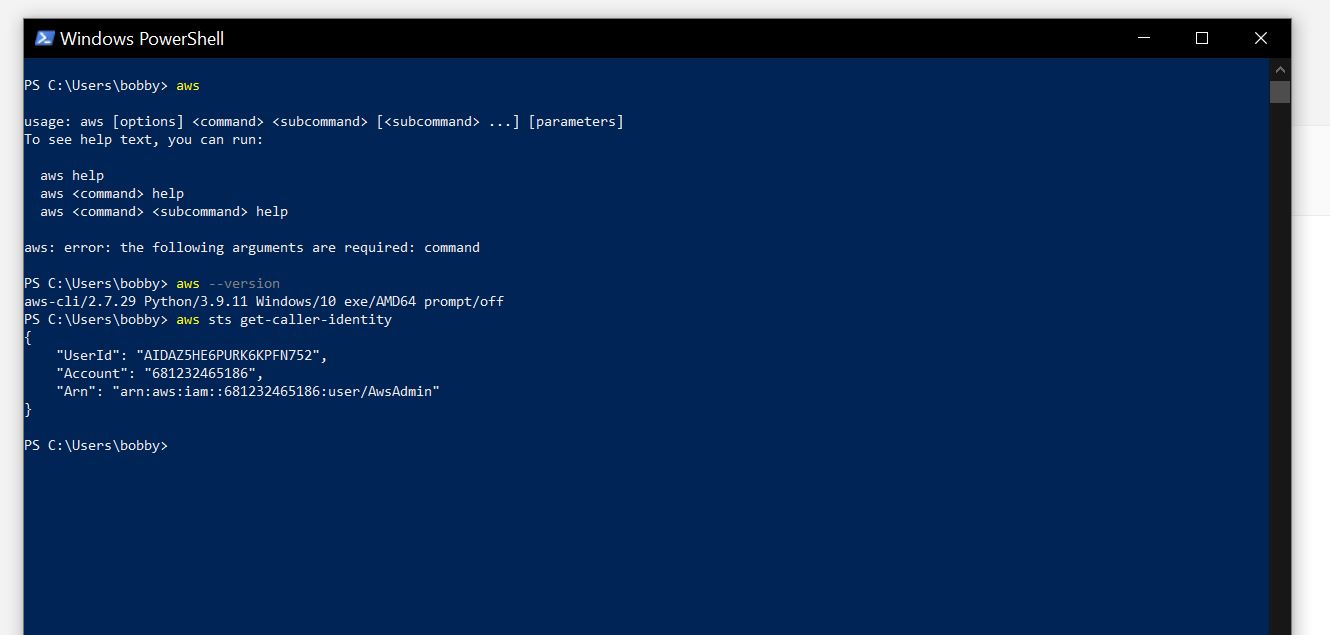 Windows PowerShell
PS C:\Users\bobby> aws
usage: aws [options] <command> <subcommand> [<subcommand> ...] [parameters]
To see help text, you can run:
  aws help
  aws <command> help
  aws <command> <subcommand> help
aws: error: the following arguments are required: command
PS C:\Users\bobby> aws --version
aws-cli/2.7.29 Python/3.9.11 Windows/10 exe/AMD64 prompt/off
PS C:\Users\bobby> aws sts get-caller-identity
{
    "UserId": "AIDAZ5HE6PURK6KPFN752",
    "Account": "681232465186",
    "Arn": "arn:aws:iam::681232465186:user/AwsAdmin"
}
PS C:\Users\bobby>